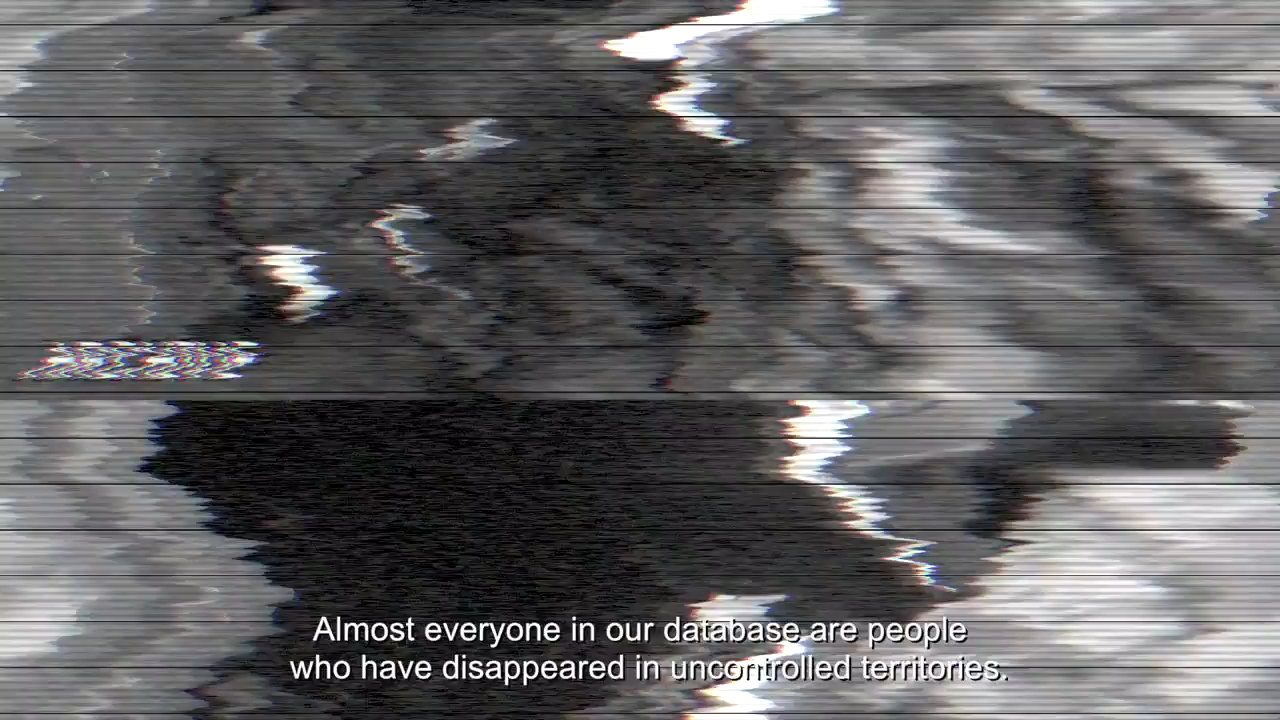 Almost everyone in our database are people
who have disappeared in uncontrolled territories.